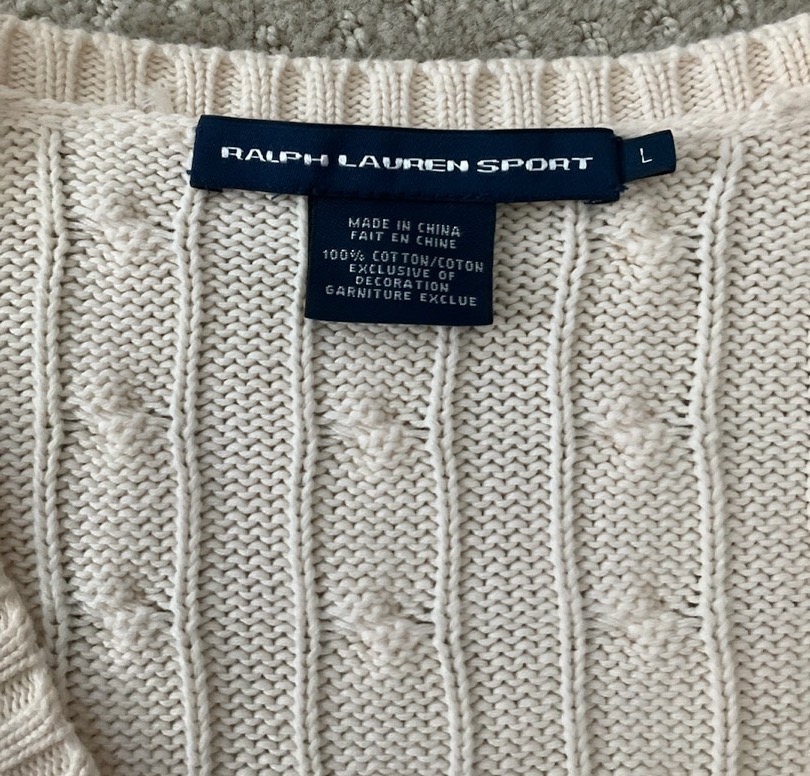 RALPH LAUREN SPORT
L
MADE IN CHINA
FAIT EN CHINE
100% COTTON/COTON
EXCLUSIVE OF
DECORATION
GARNITURE EXCLUE